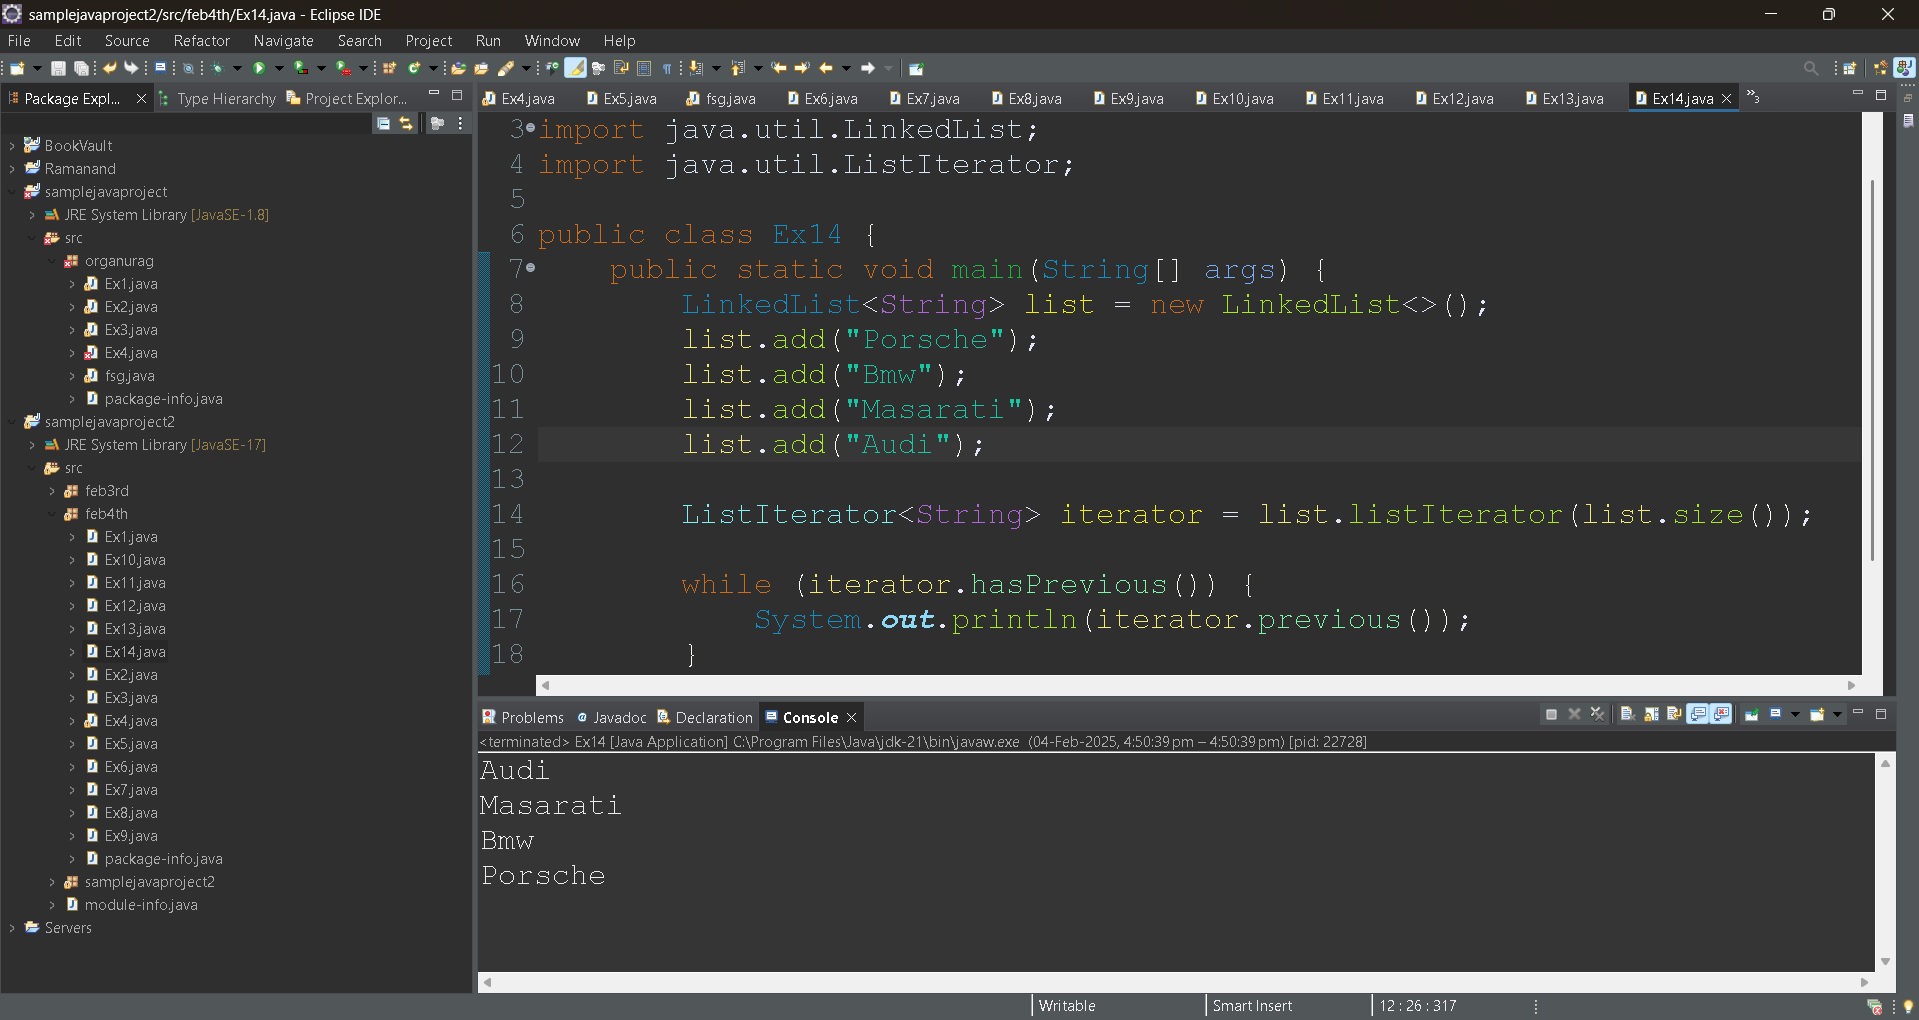 samplejavaproject2/src/feb4th/Ex14.java - Eclipse IDE
File Edit Source Refactor Navigate Search Project Run Window Help
Package Expl... Type Hierarchy Project Explor...
Ex4.java Ex5.java fsg.java Ex6.java Ex7.java Ex8.java Ex9.java Ex10.java Ex11.java Ex12.java Ex13.java Ex14.java »3
BookVault
Ramanand
samplejavaproject
JRE System Library [JavaSE-1.8]
src
organurag
Ex1.java
Ex2.java
Ex3.java
Ex4.java
fsg.java
package-info.java
samplejavaproject2
JRE System Library [JavaSE-17]
src
feb3rd
feb4th
Ex1.java
Ex10.java
Ex11.java
Ex12.java
Ex13.java
Ex14.java
Ex2.java
Ex3.java
Ex4.java
Ex5.java
Ex6.java
Ex7.java
Ex8.java
Ex9.java
package-info.java
samplejavaproject2
module-info.java
Servers
3 import java.util.LinkedList;
4 import java.util.ListIterator;
5
6 public class Ex14 {
7 public static void main(String[] args) {
8 LinkedList<String> list = new LinkedList<>();
9 list.add("Porsche");
10 list.add("Bmw");
11 list.add("Masarati");
12 list.add("Audi");
13
14 ListIterator<String> iterator = list.listIterator(list.size());
15
16 while (iterator.hasPrevious()) {
17 System.out.println(iterator.previous());
18 }
Problems Javadoc Declaration Console
<terminated> Ex14 [Java Application] C:\Program Files\Java\jdk-21\bin\javaw.exe (04-Feb-2025, 4:50:39 pm – 4:50:39 pm) [pid: 22728]
Audi
Masarati
Bmw
Porsche
Writable Smart Insert 12 : 26 : 317